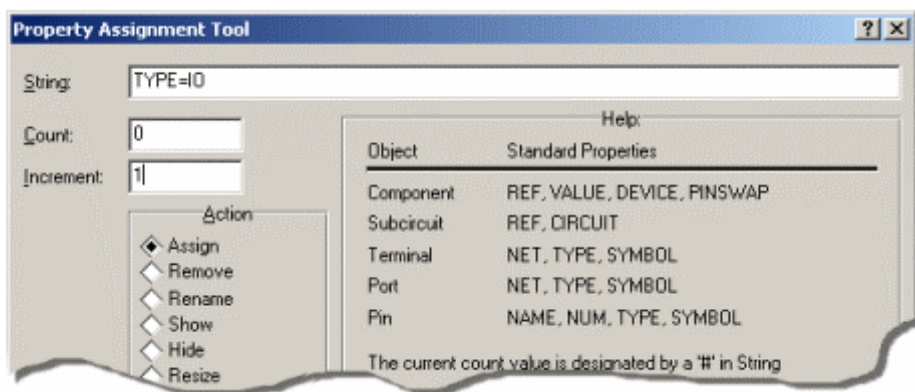 Property Assignment Tool
String: TYPE=IO
Count: 0
Increment: 1
Action
Assign
Remove
Rename
Show
Hide
Resize
Help:
Object Standard Properties
Component REF, VALUE, DEVICE, PINSWAP
Subcircuit REF, CIRCUIT
Terminal NET, TYPE, SYMBOL
Port NET, TYPE, SYMBOL
Pin NAME, NUM, TYPE, SYMBOL
The current count value is designated by a '#' in String